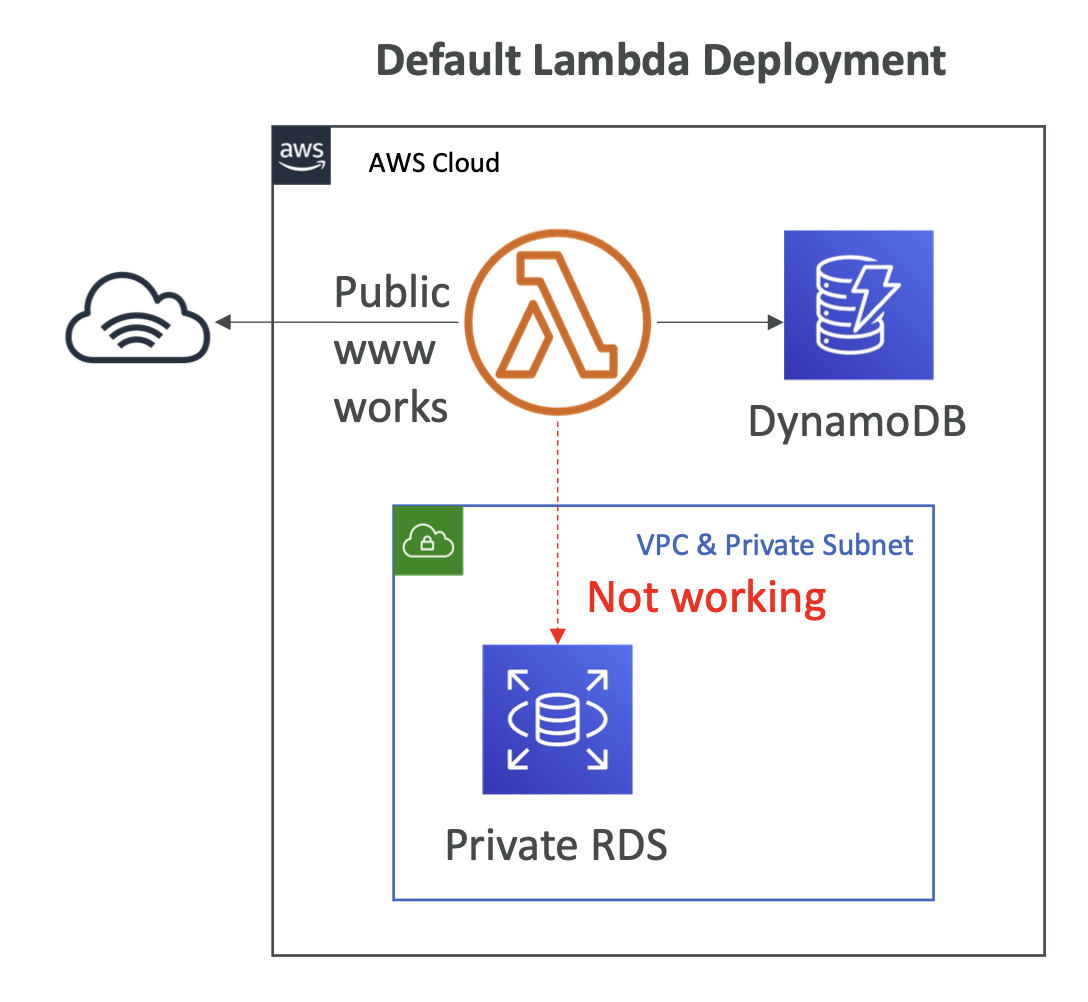 Default Lambda Deployment
aws
AWS Cloud
Public
www
works
DynamoDB
VPC & Private Subnet
Not working
Private RDS